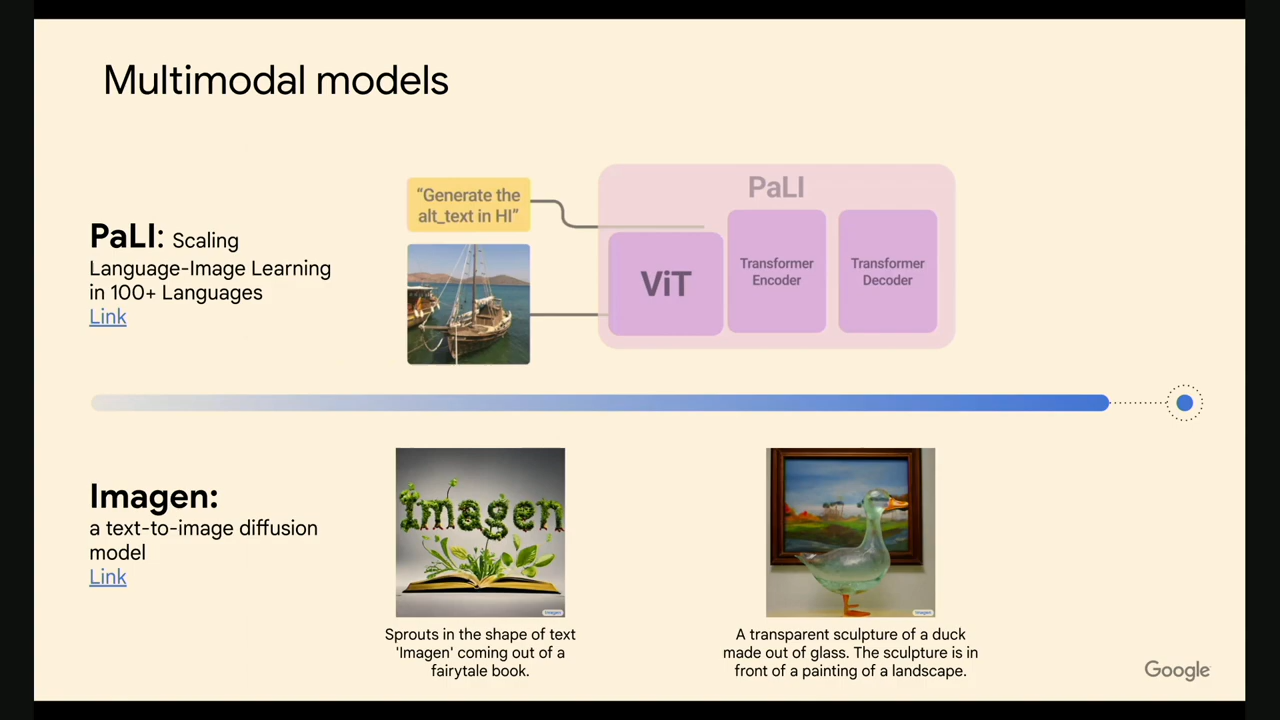 Multimodal models
PaLI: Scaling
Language-Image Learning
in 100+ Languages
Link
“Generate the
alt_text in HI”
PaLI
ViT
Transformer
Encoder
Transformer
Decoder
Imagen:
a text-to-image diffusion
model
Link
Imagen
Imagen
Sprouts in the shape of text
'Imagen' coming out of a
fairytale book.
Imagen
A transparent sculpture of a duck
made out of glass. The sculpture is in
front of a painting of a landscape.
Google